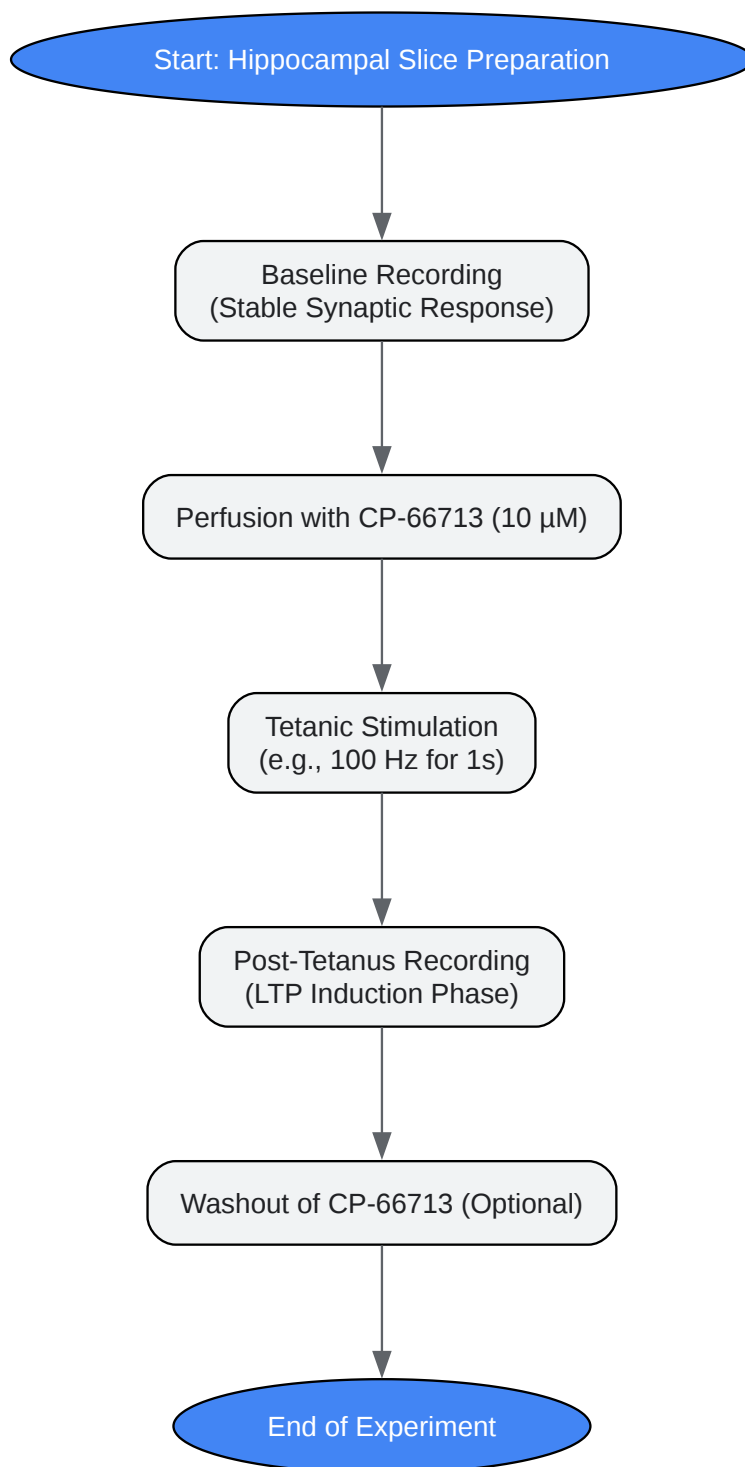 Start: Hippocampal Slice Preparation
Baseline Recording
(Stable Synaptic Response)
Perfusion with CP-66713 (10 µM)
Tetanic Stimulation
(e.g., 100 Hz for 1s)
Post-Tetanus Recording
(LTP Induction Phase)
Washout of CP-66713 (Optional)
End of Experiment